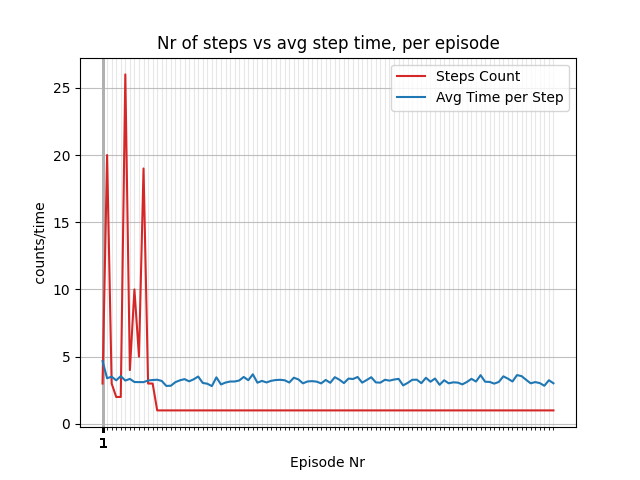 Nr of steps vs avg step time, per episode
Steps Count
Avg Time per Step
counts/time
25
20
15
10
5
0
1
Episode Nr